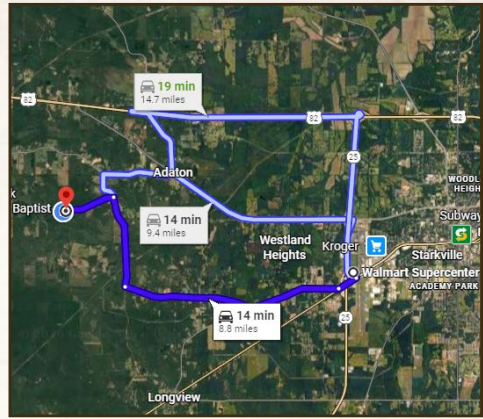 19 min
14.7 miles
82
82
82
25
WOODL
HEIGH
Adaton
Baptist
14 min
9.4 miles
Westland
Heights
Kroger
Subway
Starkville
Walmart Supercenter
ACADEMY PARK
14 min
8.8 miles
25
Longview